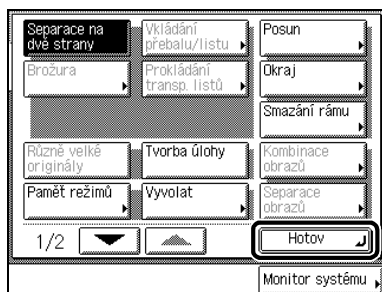 Separace na
dvě strany
Vkládání
přebalu/listu
Posun
Brožura
Prokládání
transp. listů
Okraj
Smazání rámu
Různě velké
originály
Tvorba úlohy
Kombinace
obrazů
Paměť režimů
Vyvolat
Separace
obrazů
1/2
Hotov
Monitor systému